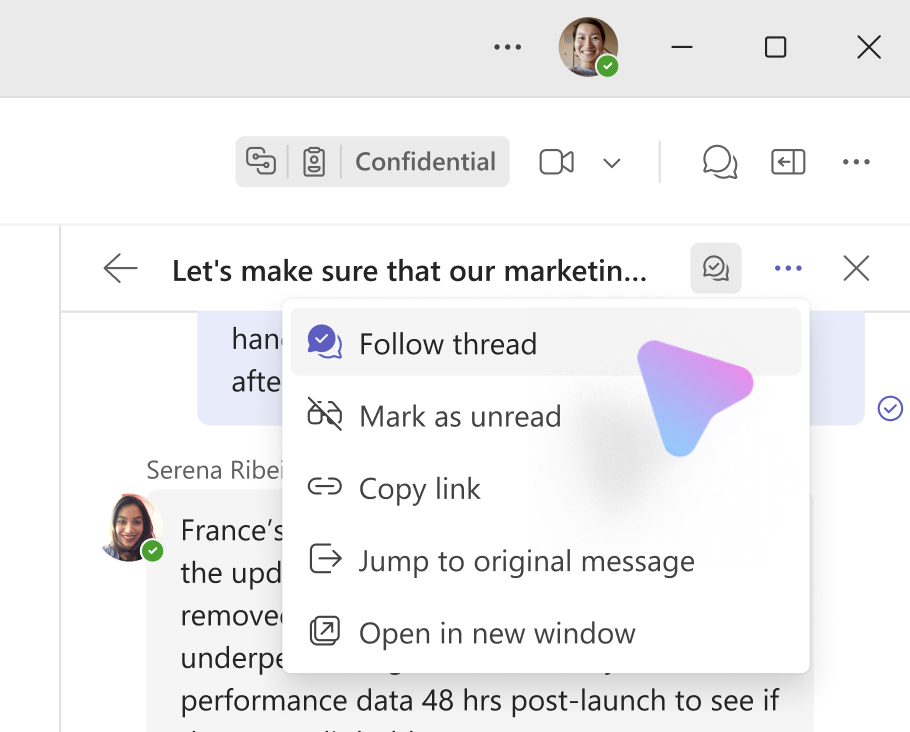 Confidential
Let's make sure that our marketin...
Follow thread
afte
Mark as unread
Serena Ribei
Copy link
France’s
the upd
Jump to original message
removed
underpe
Open in new window
performance data 48 hrs post-launch to see if